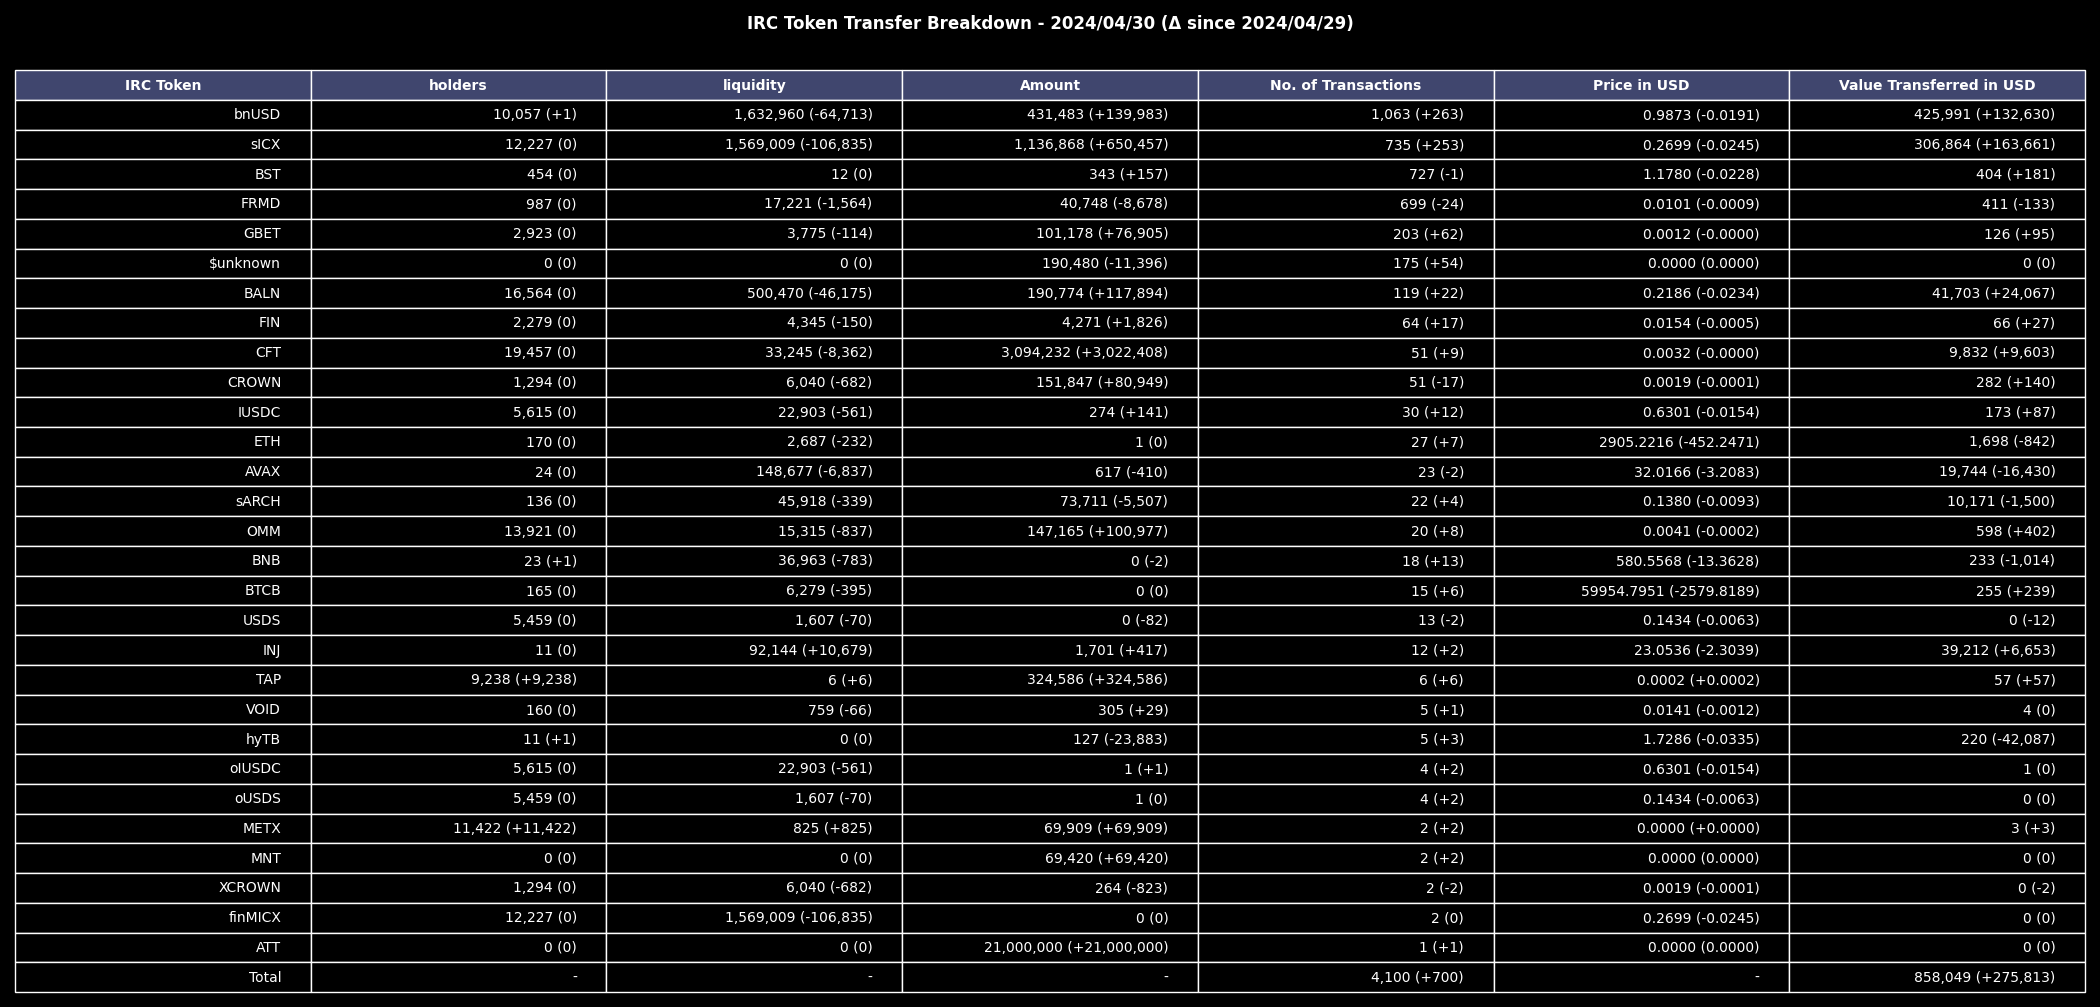 IRC Token Transfer Breakdown - 2024/04/30 (Δ since 2024/04/29)
IRC Token holders liquidity Amount No. of Transactions Price in USD Value Transferred in USD
bnUSD 10,057 (+1) 1,632,960 (-64,713) 431,483 (+139,983) 1,063 (+263) 0.9873 (-0.0191) 425,991 (+132,630)
sICX 12,227 (0) 1,569,009 (-106,835) 1,136,868 (+650,457) 735 (+253) 0.2699 (-0.0245) 306,864 (+163,661)
BST 454 (0) 12 (0) 343 (+157) 727 (-1) 1.1780 (-0.0228) 404 (+181)
FRMD 987 (0) 17,221 (-1,564) 40,748 (-8,678) 699 (-24) 0.0101 (-0.0009) 411 (-133)
GBET 2,923 (0) 3,775 (-114) 101,178 (+76,905) 203 (+62) 0.0012 (-0.0000) 126 (+95)
$unknown 0 (0) 0 (0) 190,480 (-11,396) 175 (+54) 0.0000 (0.0000) 0 (0)
BALN 16,564 (0) 500,470 (-46,175) 190,774 (+117,894) 119 (+22) 0.2186 (-0.0234) 41,703 (+24,067)
FIN 2,279 (0) 4,345 (-150) 4,271 (+1,826) 64 (+17) 0.0154 (-0.0005) 66 (+27)
CFT 19,457 (0) 33,245 (-8,362) 3,094,232 (+3,022,408) 51 (+9) 0.0032 (-0.0000) 9,832 (+9,603)
CROWN 1,294 (0) 6,040 (-682) 151,847 (+80,949) 51 (-17) 0.0019 (-0.0001) 282 (+140)
IUSDC 5,615 (0) 22,903 (-561) 274 (+141) 30 (+12) 0.6301 (-0.0154) 173 (+87)
ETH 170 (0) 2,687 (-232) 1 (0) 27 (+7) 2905.2216 (-452.2471) 1,698 (-842)
AVAX 24 (0) 148,677 (-6,837) 617 (-410) 23 (-2) 32.0166 (-3.2083) 19,744 (-16,430)
sARCH 136 (0) 45,918 (-339) 73,711 (-5,507) 22 (+4) 0.1380 (-0.0093) 10,171 (-1,500)
OMM 13,921 (0) 15,315 (-837) 147,165 (+100,977) 20 (+8) 0.0041 (-0.0002) 598 (+402)
BNB 23 (+1) 36,963 (-783) 0 (-2) 18 (+13) 580.5568 (-13.3628) 233 (-1,014)
BTCB 165 (0) 6,279 (-395) 0 (0) 15 (+6) 59954.7951 (-2579.8189) 255 (+239)
USDS 5,459 (0) 1,607 (-70) 0 (-82) 13 (-2) 0.1434 (-0.0063) 0 (-12)
INJ 11 (0) 92,144 (+10,679) 1,701 (+417) 12 (+2) 23.0536 (-2.3039) 39,212 (+6,653)
TAP 9,238 (+9,238) 6 (+6) 324,586 (+324,586) 6 (+6) 0.0002 (+0.0002) 57 (+57)
VOID 160 (0) 759 (-66) 305 (+29) 5 (+1) 0.0141 (-0.0012) 4 (0)
hyTB 11 (+1) 0 (0) 127 (-23,883) 5 (+3) 1.7286 (-0.0335) 220 (-42,087)
oIUSDC 5,615 (0) 22,903 (-561) 1 (+1) 4 (+2) 0.6301 (-0.0154) 1 (0)
oUSDS 5,459 (0) 1,607 (-70) 1 (0) 4 (+2) 0.1434 (-0.0063) 0 (0)
METX 11,422 (+11,422) 825 (+825) 69,909 (+69,909) 2 (+2) 0.0000 (+0.0000) 3 (+3)
MNT 0 (0) 0 (0) 69,420 (+69,420) 2 (+2) 0.0000 (0.0000) 0 (0)
XCROWN 1,294 (0) 6,040 (-682) 264 (-823) 2 (-2) 0.0019 (-0.0001) 0 (-2)
finMICX 12,227 (0) 1,569,009 (-106,835) 0 (0) 2 (0) 0.2699 (-0.0245) 0 (0)
ATT 0 (0) 0 (0) 21,000,000 (+21,000,000) 1 (+1) 0.0000 (0.0000) 0 (0)
Total - - - 4,100 (+700) - 858,049 (+275,813)